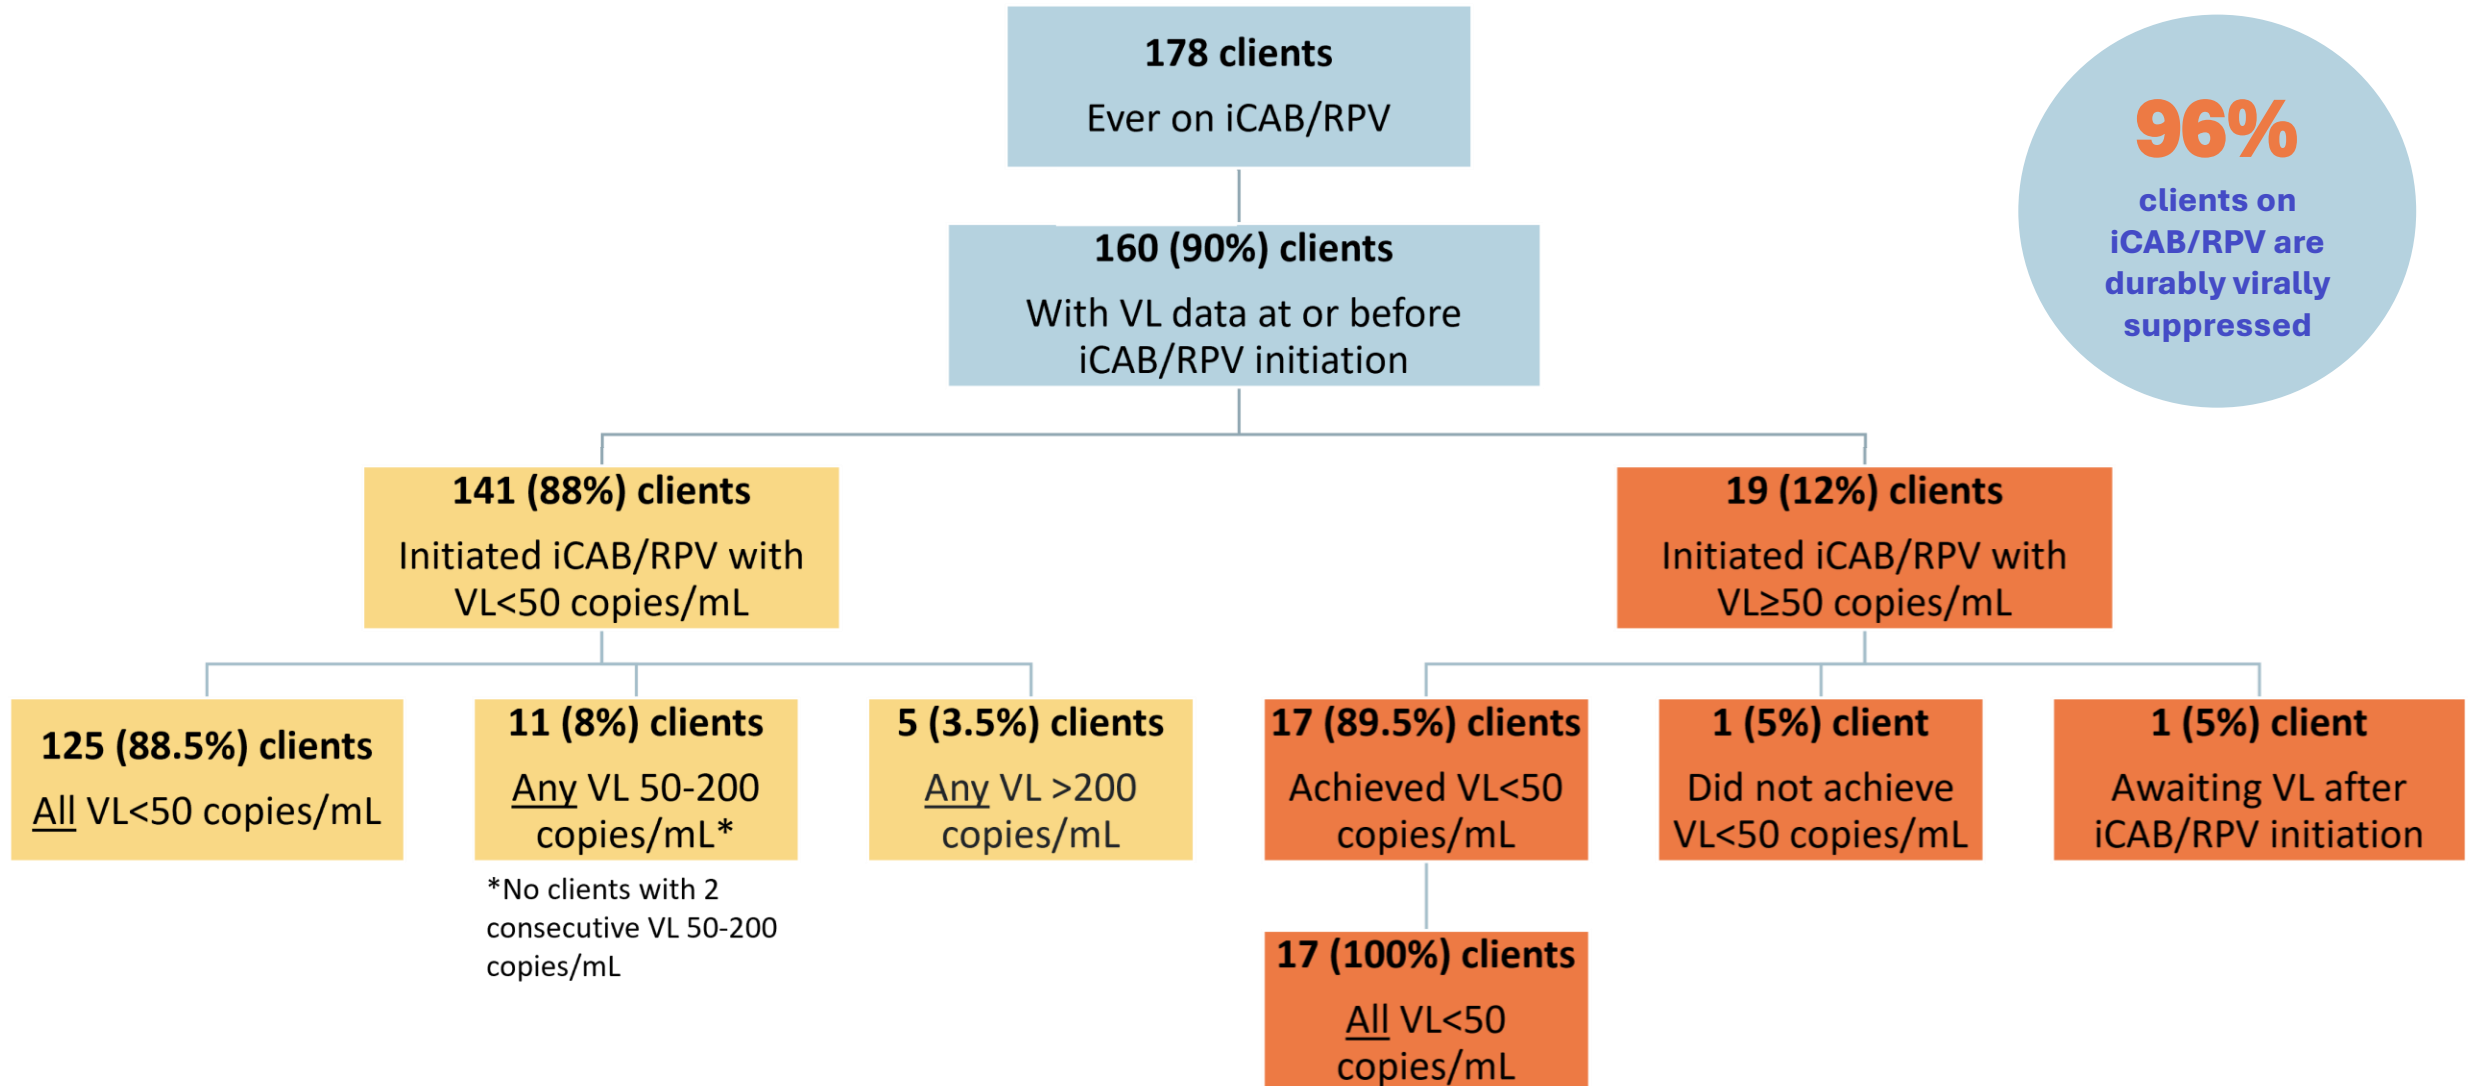 178 clients
Ever on iCAB/RPV
96%
clients on
iCAB/RPV are
durably virally
suppressed
160 (90%) clients
With VL data at or before
iCAB/RPV initiation
141 (88%) clients
Initiated iCAB/RPV with
VL<50 copies/mL
19 (12%) clients
Initiated iCAB/RPV with
VL≥50 copies/mL
125 (88.5%) clients
All VL<50 copies/mL
11 (8%) clients
Any VL 50-200
copies/mL*
*No clients with 2
consecutive VL 50-200
copies/mL
5 (3.5%) clients
Any VL >200
copies/mL
17 (89.5%) clients
Achieved VL<50
copies/mL
1 (5%) client
Did not achieve
VL<50 copies/mL
1 (5%) client
Awaiting VL after
iCAB/RPV initiation
17 (100%) clients
All VL<50
copies/mL